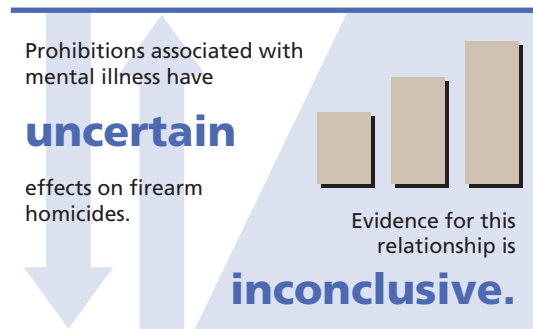 Prohibitions associated with
mental illness have
uncertain
effects on firearm
homicides.
Evidence for this
relationship is
inconclusive.